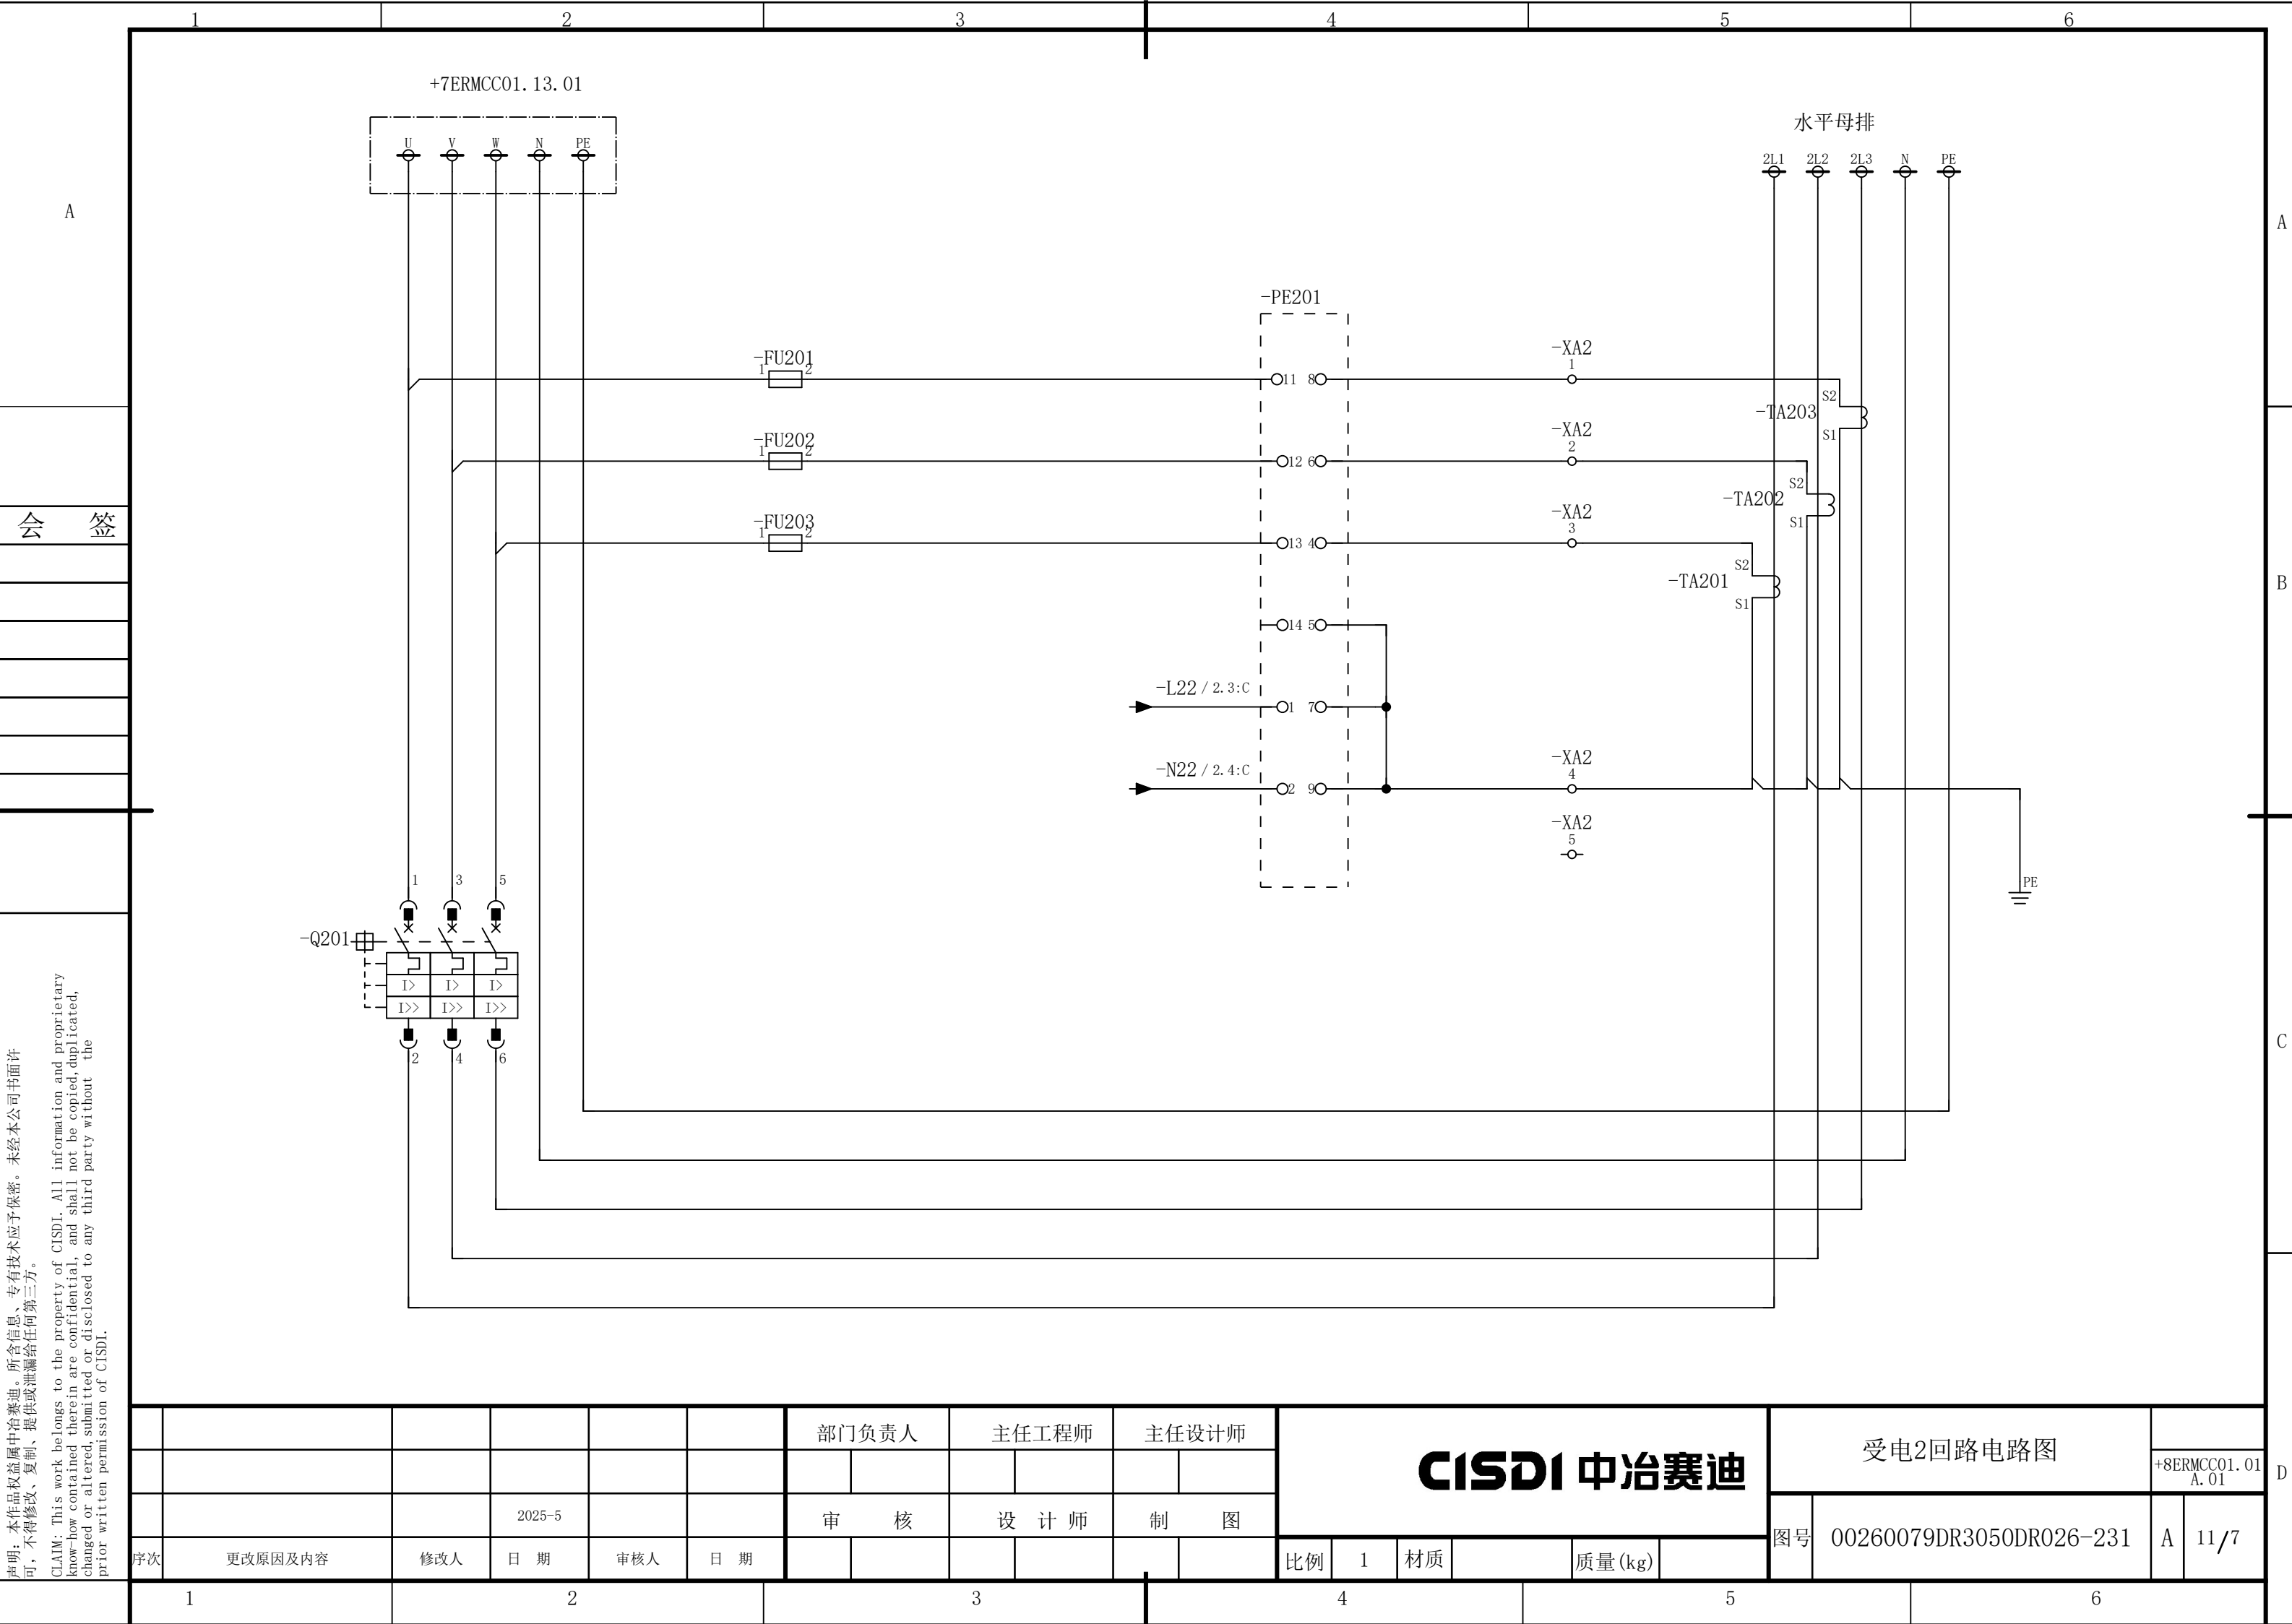 1 2 3 4 5 6
+7ERMCC01.13.01
U V W N PE
水平母排
2L1 2L2 2L3 N PE
A A
-PE201
-FU201
1 2
11 8
-XA2
1
S2
-TA203
S1
-FU202
1 2
12 6
-XA2
2
S2
-TA202
S1
-FU203
1 2
13 4
-XA2
3
S2
-TA201
S1
会 签
B
14 5
-L22 / 2.3:C
1 7
-N22 / 2.4:C
2 9
-XA2
4
-XA2
5
PE
1 3 5
-Q201
I> I> I>
I>> I>> I>>
2 4 6
C
声明: 本作品权益属中冶赛迪。所含信息、专有技术应予保密。未经本公司书面许
可, 不得修改、复制、提供或泄漏给任何第三方。
CLAIM: This work belongs to the property of CISDI. All information and proprietary
know-how contained therein are confidential, and shall not be copied,duplicated,
changed or altered,submitted or disclosed to any third party without the
prior written permission of CISDI.
部门负责人 主任工程师 主任设计师
CISDI 中冶赛迪
受电2回路电路图
+8ERMCC01.01
A.01
D
2025-5
审 核 设 计 师 制 图
图号 00260079DR3050DR026-231 A 11/7
序次 更改原因及内容 修改人 日 期 审核人 日 期
比例 1 材质 质量(kg)
1 2 3 4 5 6